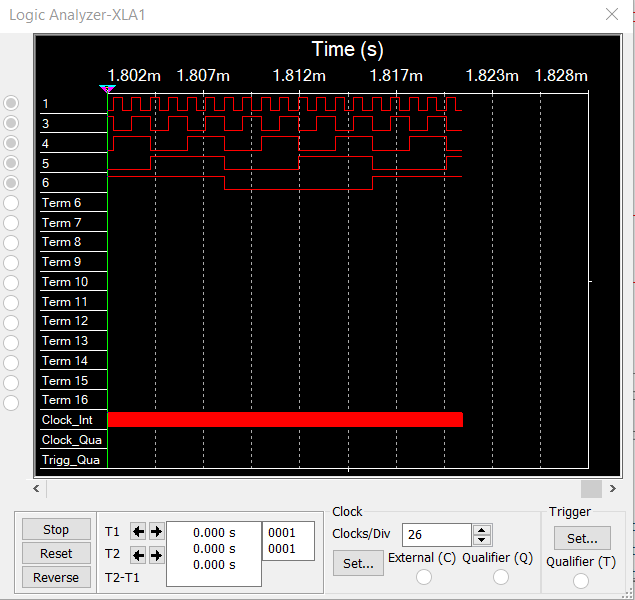 Logic Analyzer-XLA1
Time (s)
1.802m 1.807m 1.812m 1.817m 1.823m 1.828m
1
3
4
5
6
Term 6
Term 7
Term 8
Term 9
Term 10
Term 11
Term 12
Term 13
Term 14
Term 15
Term 16
Clock_Int
Clock_Qua
Trigg_Qua
Stop
Reset
Reverse
T1 0.000 s 0001
T2 0.000 s 0001
T2-T1 0.000 s
Clock
Clocks/Div 26
Set... External (C) Qualifier (Q)
Trigger
Set...
Qualifier (T)